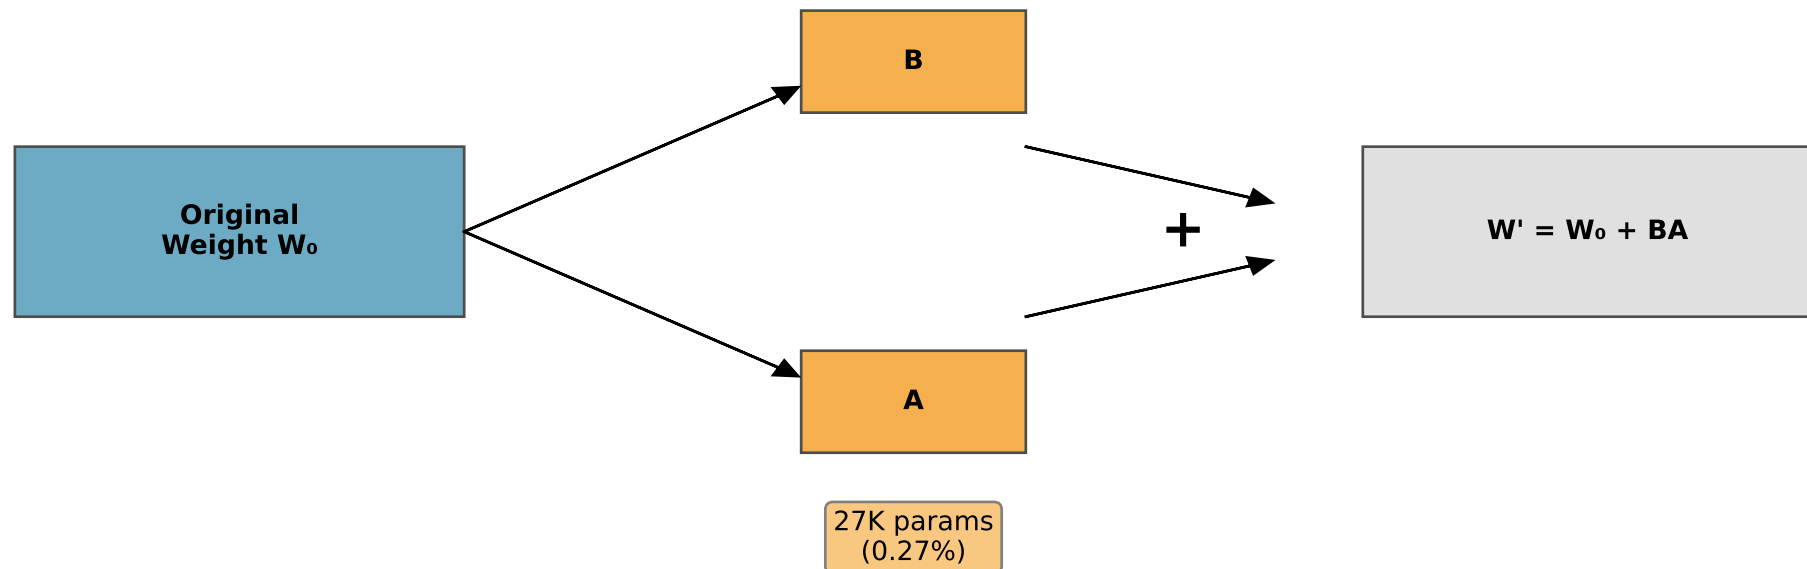 B
Original
Weight W₀
+
W' = W₀ + BA
A
27K params
(0.27%)